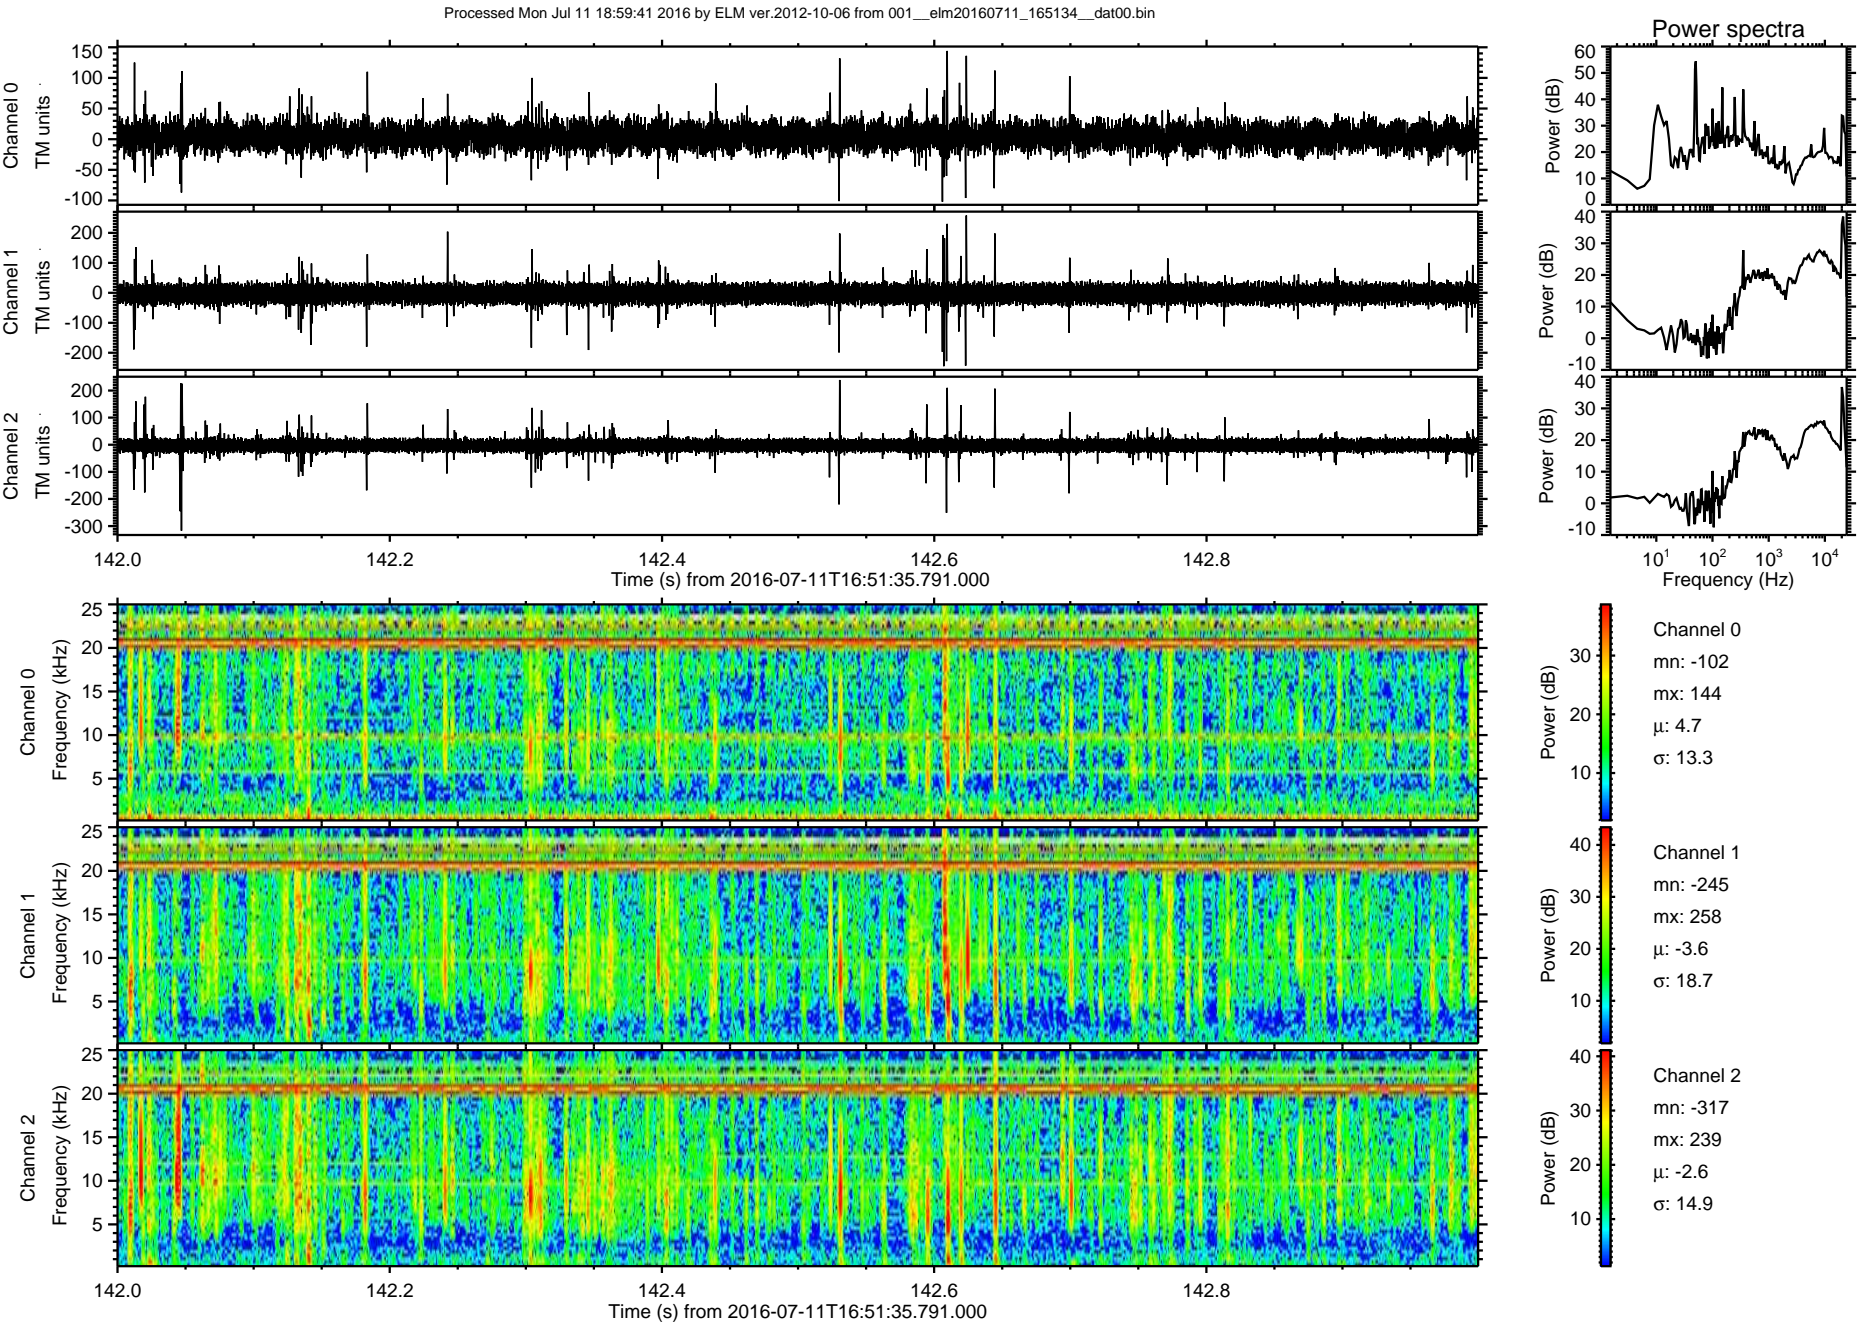 Processed Mon Jul 11 18:59:41 2016 by ELM ver.2012-10-06 from 001__elm20160711_165134__dat00.bin
Power spectra
Channel 0
TM units
150
100
50
0
-50
-100
Power (dB)
60
50
40
30
20
10
0
Channel 1
TM units
200
100
0
-100
-200
Power (dB)
40
30
20
10
0
-10
Channel 2
TM units
200
100
0
-100
-200
-300
Power (dB)
40
30
20
10
0
-10
142.0 142.2 142.4 142.6 142.8
Time (s) from 2016-07-11T16:51:35.791.000
10^1 10^2 10^3 10^4
Frequency (Hz)
Channel 0
Frequency (kHz)
25
20
15
10
5
Power (dB)
30
20
10
Channel 0
mn: -102
mx: 144
μ: 4.7
σ: 13.3
Channel 1
Frequency (kHz)
25
20
15
10
5
Power (dB)
40
30
20
10
Channel 1
mn: -245
mx: 258
μ: -3.6
σ: 18.7
Channel 2
Frequency (kHz)
25
20
15
10
5
Power (dB)
40
30
20
10
Channel 2
mn: -317
mx: 239
μ: -2.6
σ: 14.9
142.0 142.2 142.4 142.6 142.8
Time (s) from 2016-07-11T16:51:35.791.000